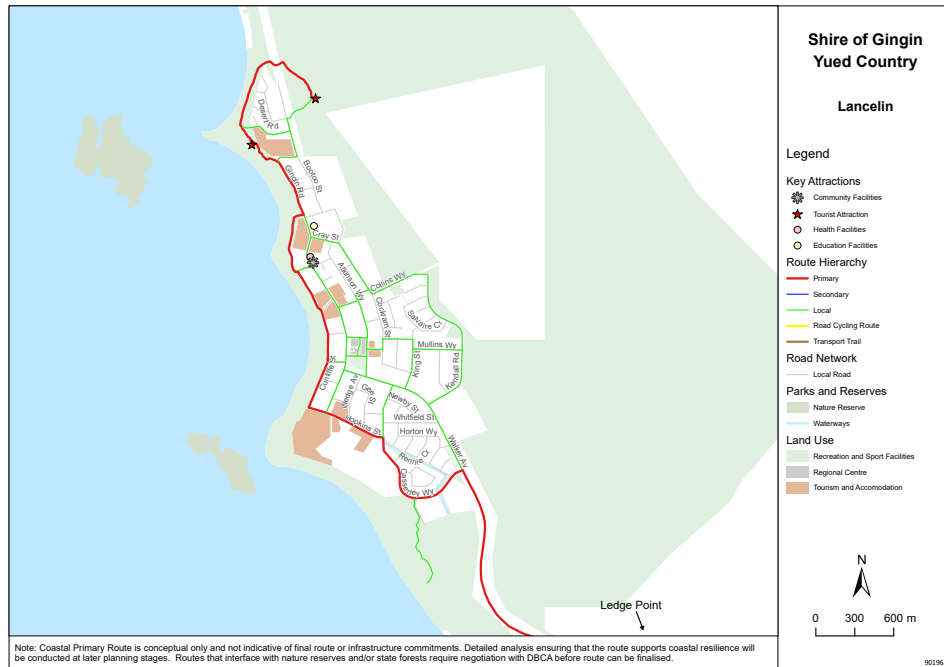 Shire of Gingin
Yued Country
Lancelin
Legend
Key Attractions
Community Facilities
Tourist Attraction
Health Facilities
Education Facilities
Route Hierarchy
Primary
Secondary
Local
Road Cycling Route
Transport Trail
Road Network
Local Road
Parks and Reserves
Nature Reserve
Waterways
Land Use
Recreation and Sport Facilities
Regional Centre
Tourism and Accomodation
N
0 300 600 m
90196
Desert Rd
Bootoo St
Gingin Rd
Cray St
Atkinson Wy
Collins Wy
Cockram St
Salvaire Cr
Mullins Wy
King St
Kendall Rd
Cunliffe St
Wedge Av
Gee St
Newby St
Whitfield St
Hopkins St
Horton Wy
Rennie Cr
Walker Av
Casserley Wy
Ledge Point
Note: Coastal Primary Route is conceptual only and not indicative of final route or infrastructure commitments. Detailed analysis ensuring that the route supports coastal resilience will
be conducted at later planning stages. Routes that interface with nature reserves and/or state forests require negotiation with DBCA before route can be finalised.